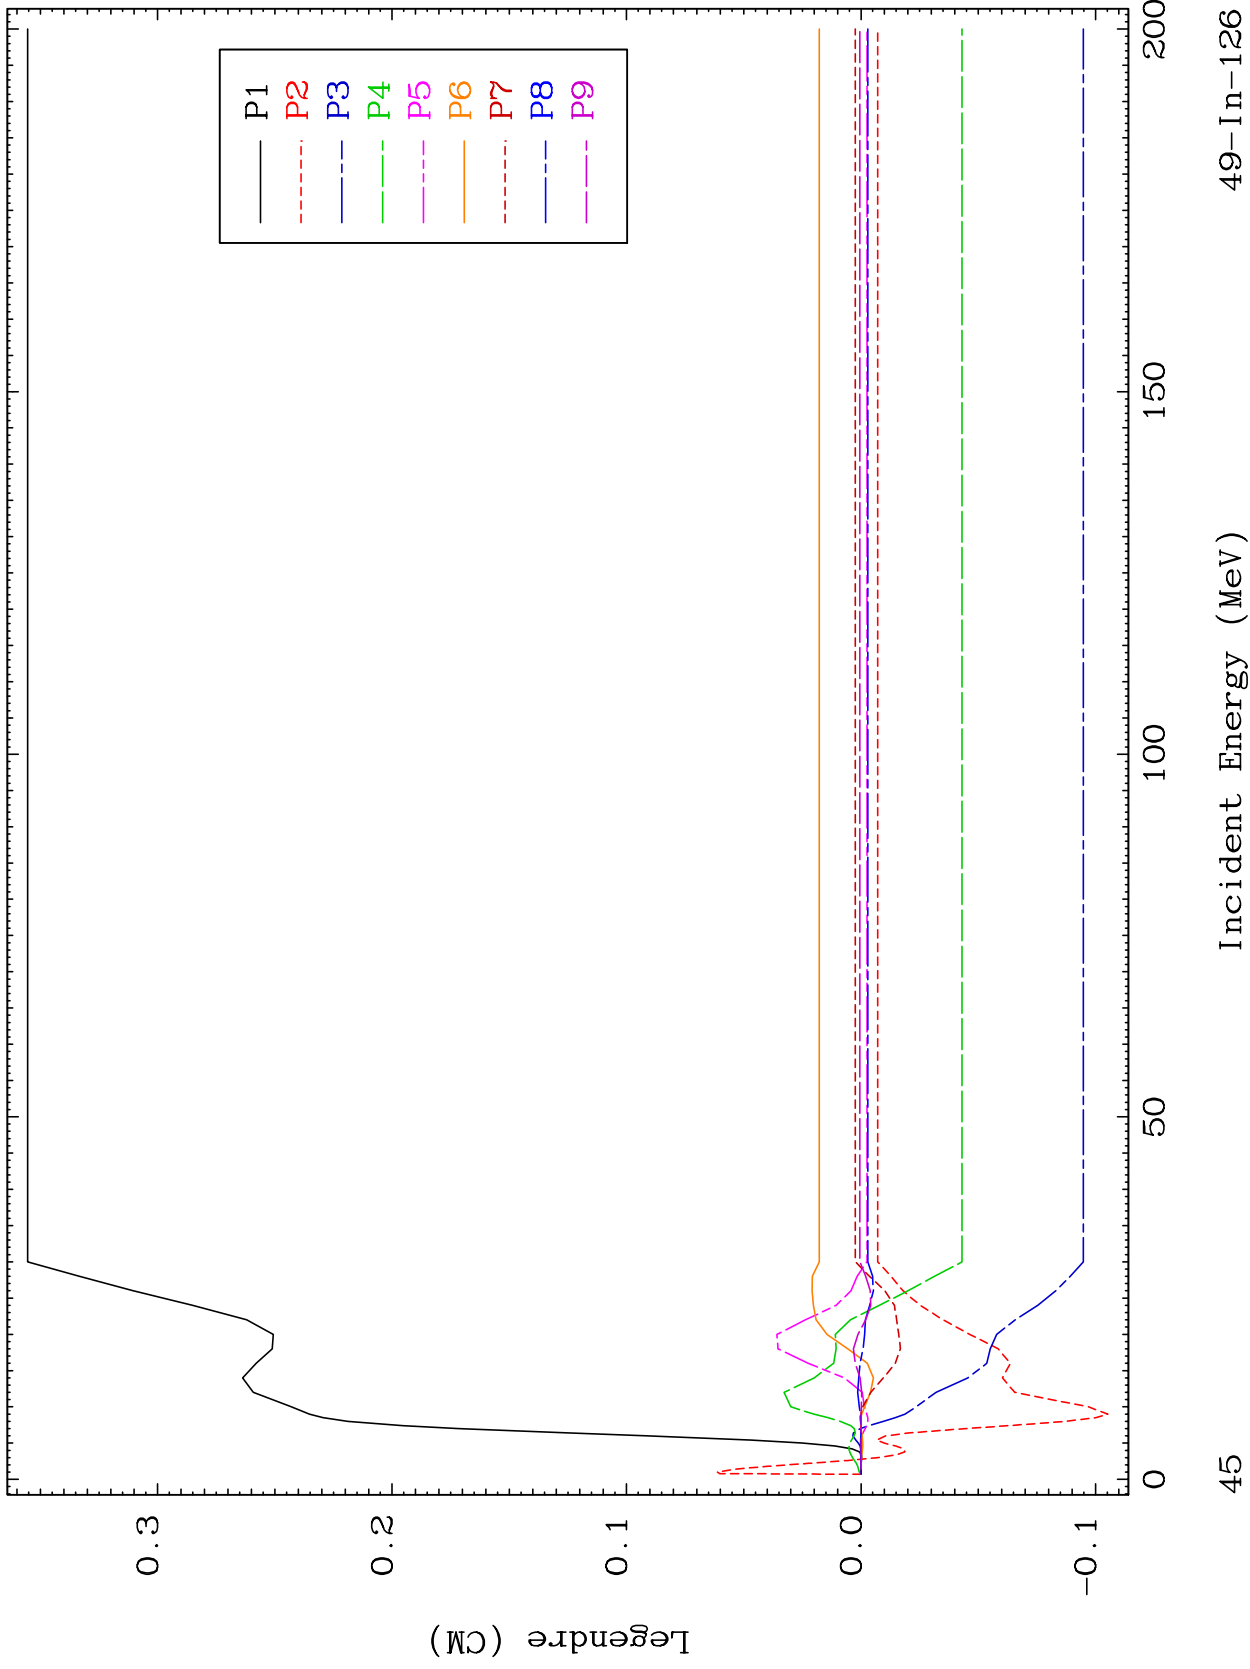 P1
P2
P3
P4
P5
P6
P7
P8
P9
Legendre (CM)
0.3
0.2
0.1
0.0
-0.1
0
50
100
150
200
Incident Energy (MeV)
45
49-In-126